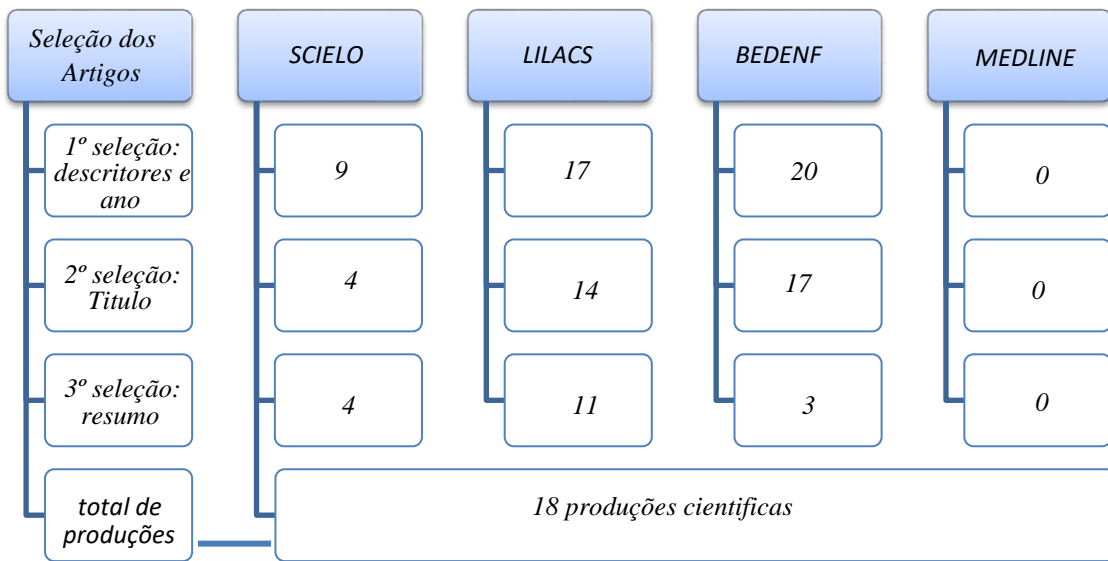 Seleção dos
Artigos
SCIELO
LILACS
BEDENF
MEDLINE
1º seleção:
descritores e
ano
9
17
20
0
2º seleção:
Titulo
4
14
17
0
3º seleção:
resumo
4
11
3
0
total de
produções
18 produções cientificas